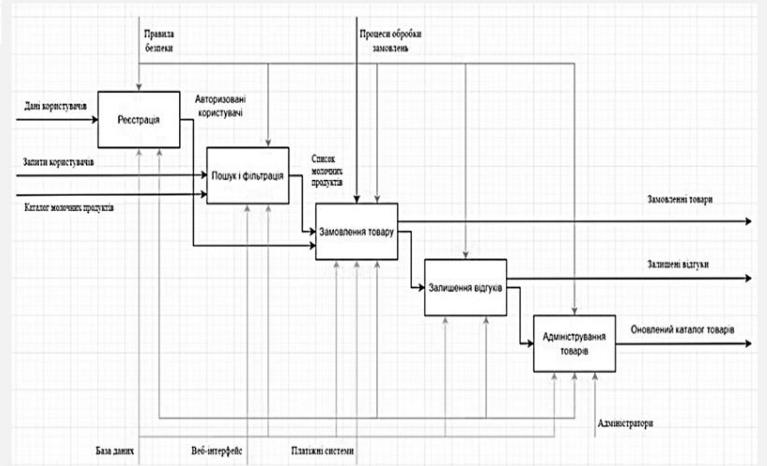 Правила
безпеки
Процеси обробки
замовлень
Дані користувачів
Реєстрація
Авторизовані
користувачі
Запити користувачів
Пошук і фільтрація
Список
молочних
продуктів
Каталог молочних продуктів
Замовлення товару
Замовленні товари
Залишення відгуків
Залишені відгуки
Адміністрування
товарів
Оновлений каталог товарів
Адміністратори
База даних
Веб-інтерфейс
Платіжні системи